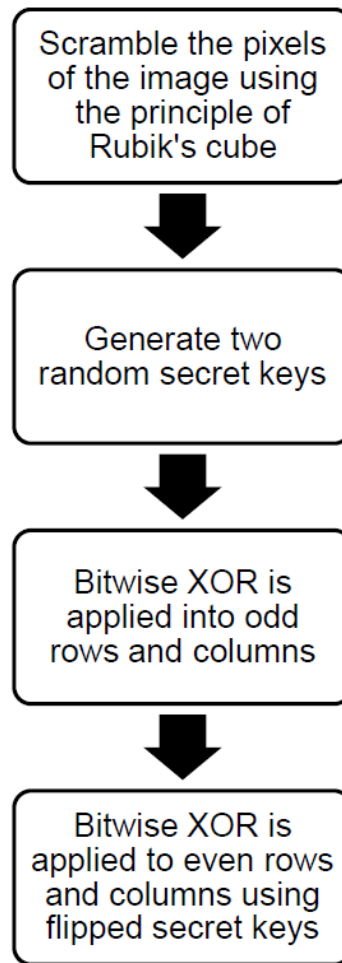 Scramble the pixels
of the image using
the principle of
Rubik's cube
Generate two
random secret keys
Bitwise XOR is
applied into odd
rows and columns
Bitwise XOR is
applied to even rows
and columns using
flipped secret keys